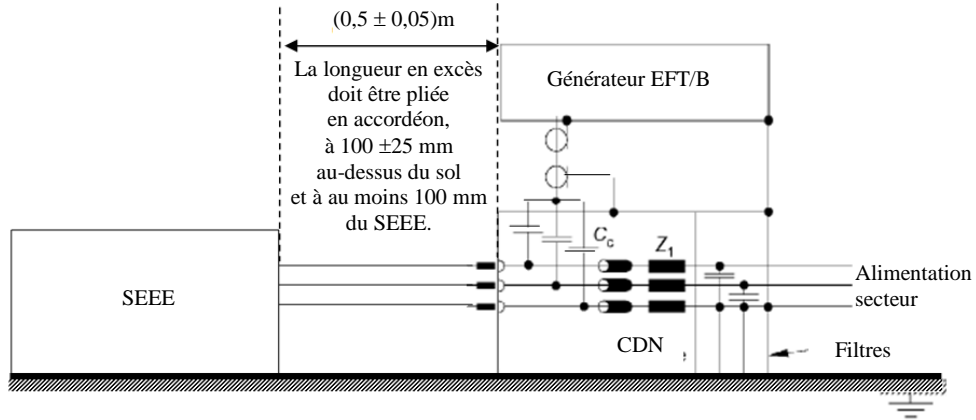 (0,5 ± 0,05)m
La longueur en excès
doit être pliée
en accordéon,
à 100 ±25 mm
au-dessus du sol
et à au moins 100 mm
du SEEE.
Générateur EFT/B
Cc
Z1
SEEE
Alimentation
secteur
CDN
Filtres